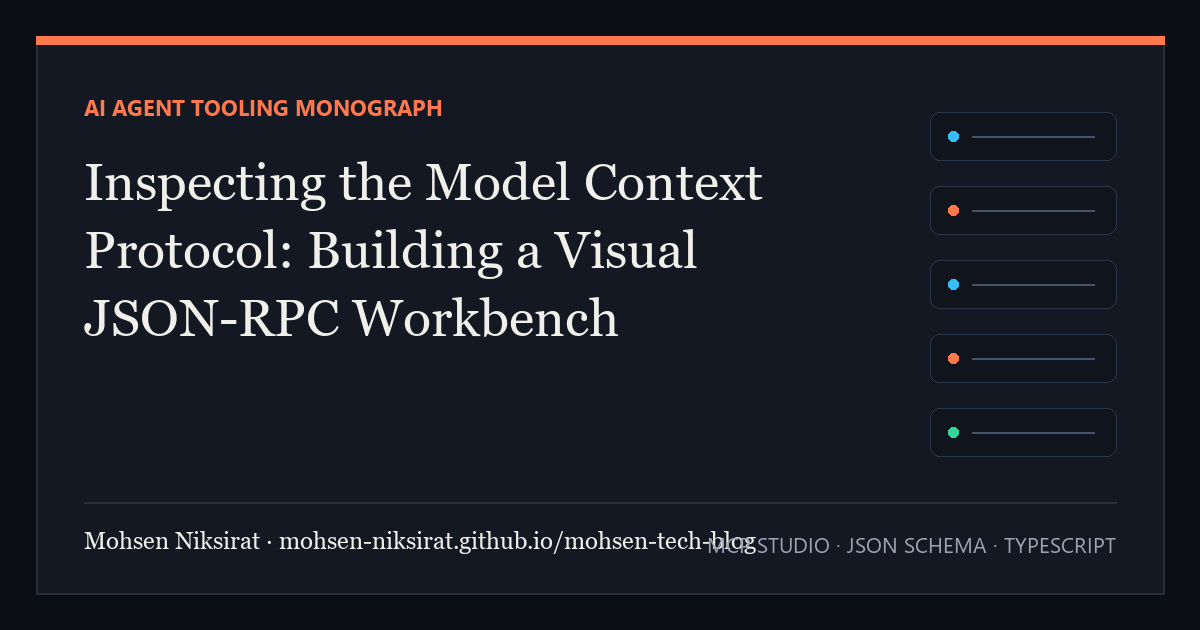 AI AGENT TOOLING MONOGRAPH
Inspecting the Model Context
Protocol: Building a Visual
JSON-RPC Workbench
Mohsen Niksirat · mohsen-niksirat.github.io/mohsen-tech-blog
MCP STUDIO · JSON SCHEMA · TYPESCRIPT